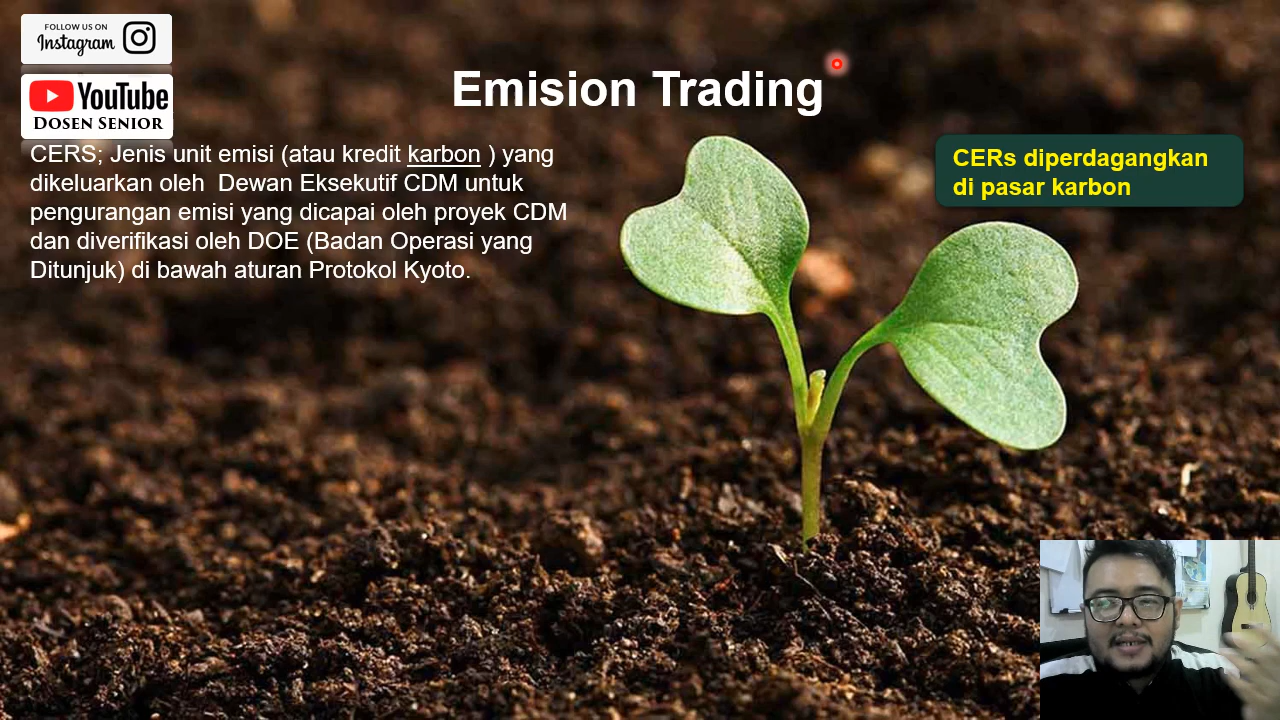 FOLLOW US ON
Instagram
YouTube
DOSEN SENIOR
Emision Trading
CERS; Jenis unit emisi (atau kredit karbon ) yang
dikeluarkan oleh  Dewan Eksekutif CDM untuk
pengurangan emisi yang dicapai oleh proyek CDM
dan diverifikasi oleh DOE (Badan Operasi yang
Ditunjuk) di bawah aturan Protokol Kyoto.
CERs diperdagangkan
di pasar karbon